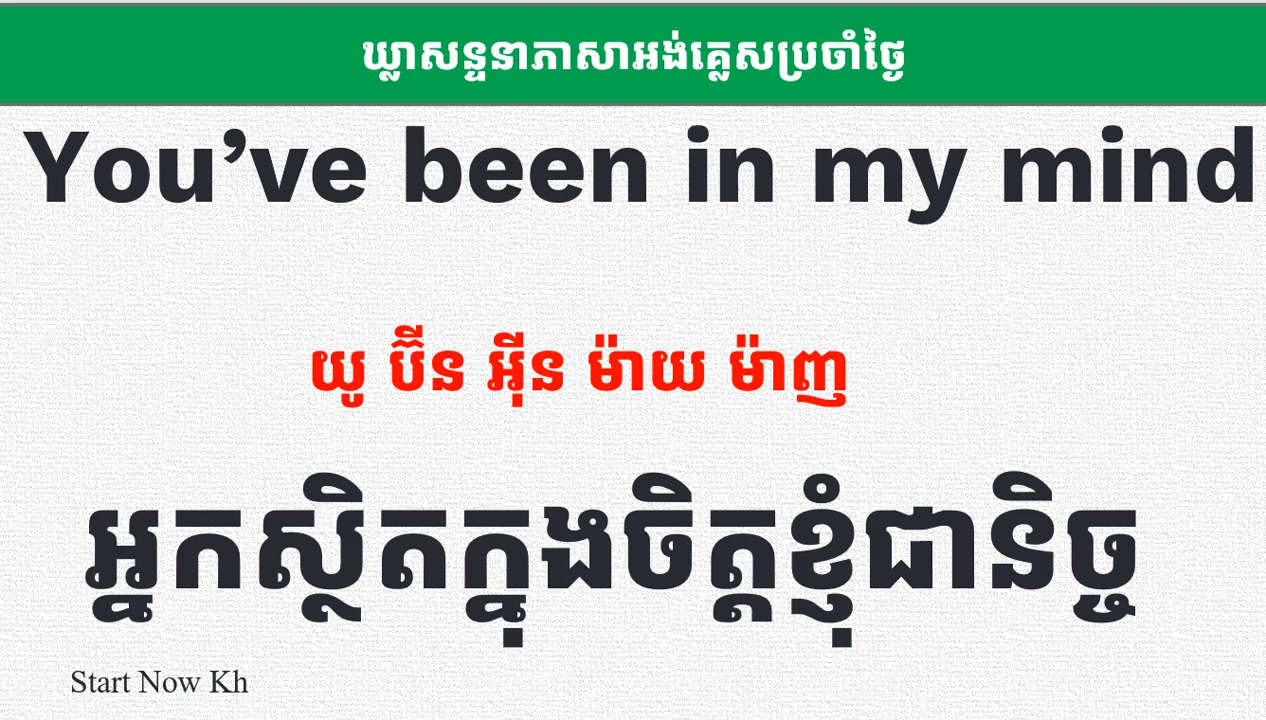 ឃ្លាសន្ទនាភាសាអង់គ្លេសប្រចាំថ្ងៃ
You’ve been in my mind
យូ ប៊ីន អ៊ីន ម៉ាយ ម៉ាញ
អ្នកស្ថិតក្នុងចិត្តខ្ញុំជានិច្ច
Start Now Kh